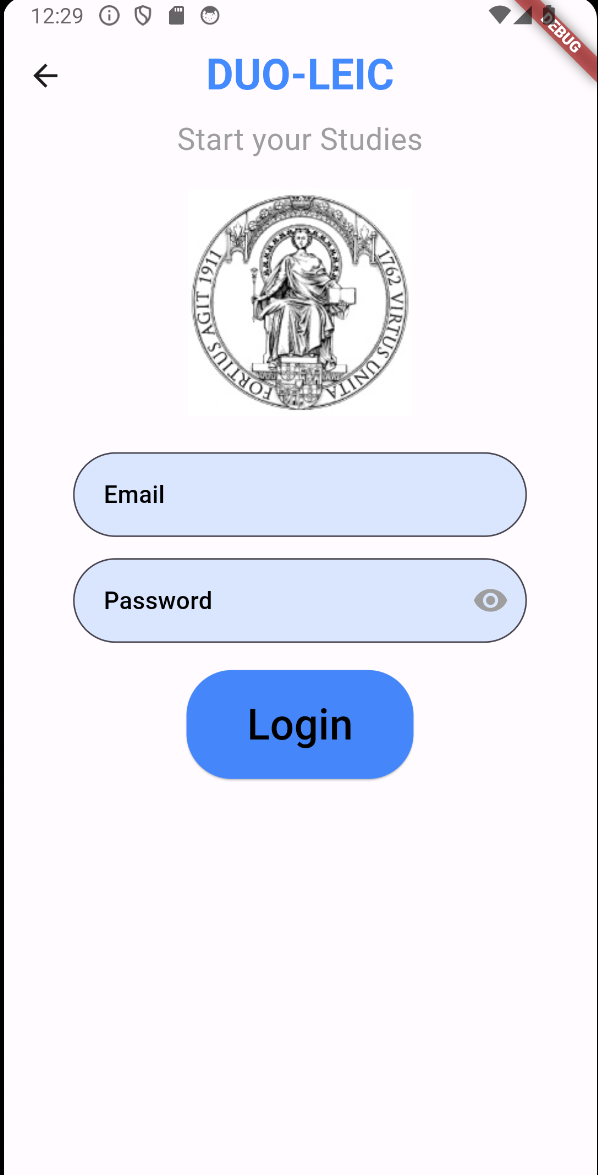 12:29
DEBUG
DUO-LEIC
Start your Studies
FORTIUS AGIT 1911
1762 VIRTUS UNITA
Email
Password
Login